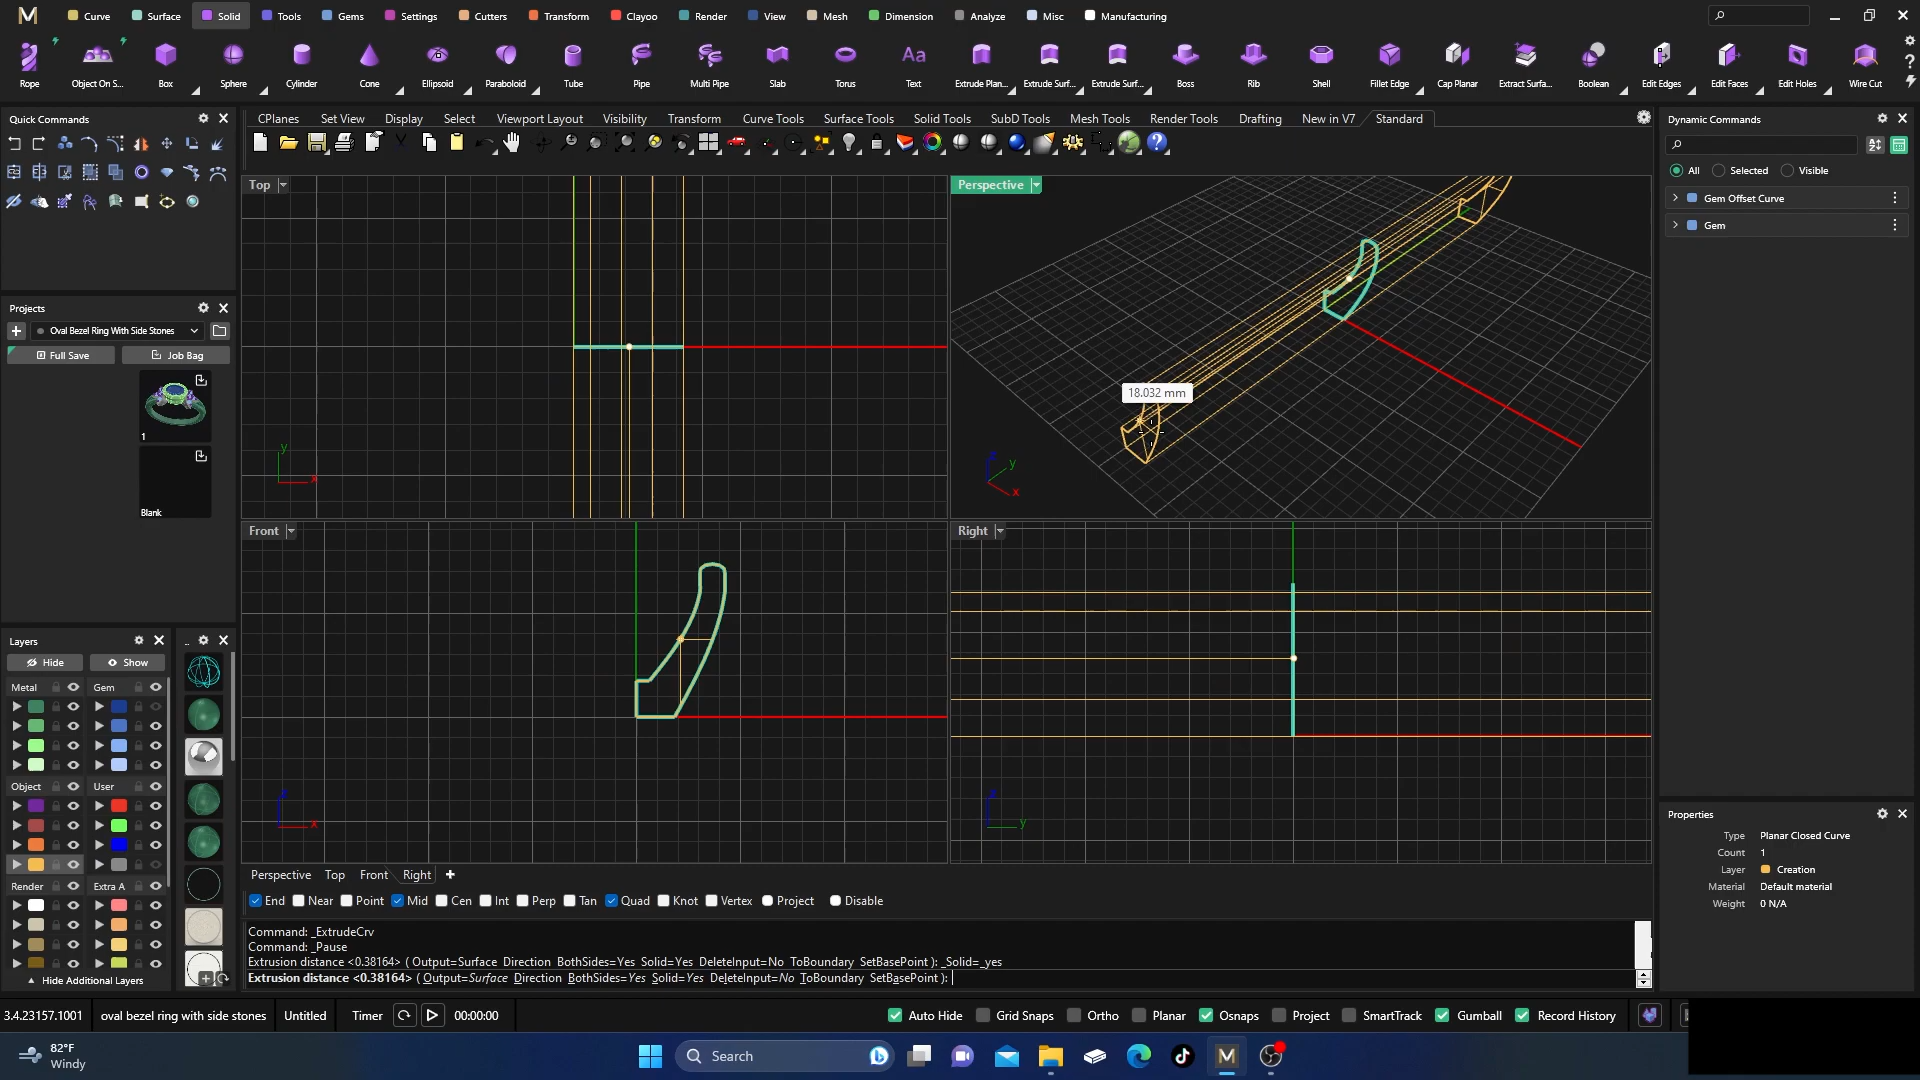 Curve Surface Solid Tools Gems Settings Cutters Transform Clayoo Render View Mesh Dimension Analyze Misc Manufacturing
Rope Object On S... Box Sphere Cylinder Cone Ellipsoid Paraboloid Tube Pipe Multi Pipe Slab Torus Text Extrude Plan... Extrude Surf... Extrude Surf... Boss Rib Shell Fillet Edge Cap Planar Extract Surfa... Boolean Edit Edges Edit Faces Edit Holes Wire Cut
Quick Commands
CPlanes Set View Display Select Viewport Layout Visibility Transform Curve Tools Surface Tools Solid Tools SubD Tools Mesh Tools Render Tools Drafting New in V7 Standard
Dynamic Commands
All Selected Visible
Gem Offset Curve
Gem
Projects
Oval Bezel Ring With Side Stones
Full Save Job Bag
1
Blank
Top
y
x
Perspective
18.032 mm
z
y
x
Front
z
x
Right
z
y
Layers
Hide Show
Metal Gem
Object User
Render Extra A
Hide Additional Layers
Perspective Top Front Right
End Near Point Mid Cen Int Perp Tan Quad Knot Vertex Project Disable
Command: _ExtrudeCrv
Command: _Pause
Extrusion distance <0.38164> ( Output=Surface Direction BothSides=Yes Solid=Yes DeleteInput=No ToBoundary SetBasePoint ): _Solid=_yes
Extrusion distance <0.38164> ( Output=Surface Direction BothSides=Yes Solid=Yes DeleteInput=No ToBoundary SetBasePoint ):
Properties
Type Planar Closed Curve
Count 1
Layer Creation
Material Default material
Weight 0 N/A
3.4.23157.1001 oval bezel ring with side stones Untitled Timer 00:00:00 Auto Hide Grid Snaps Ortho Planar Osnaps Project SmartTrack Gumball Record History
82°F
Windy
Search